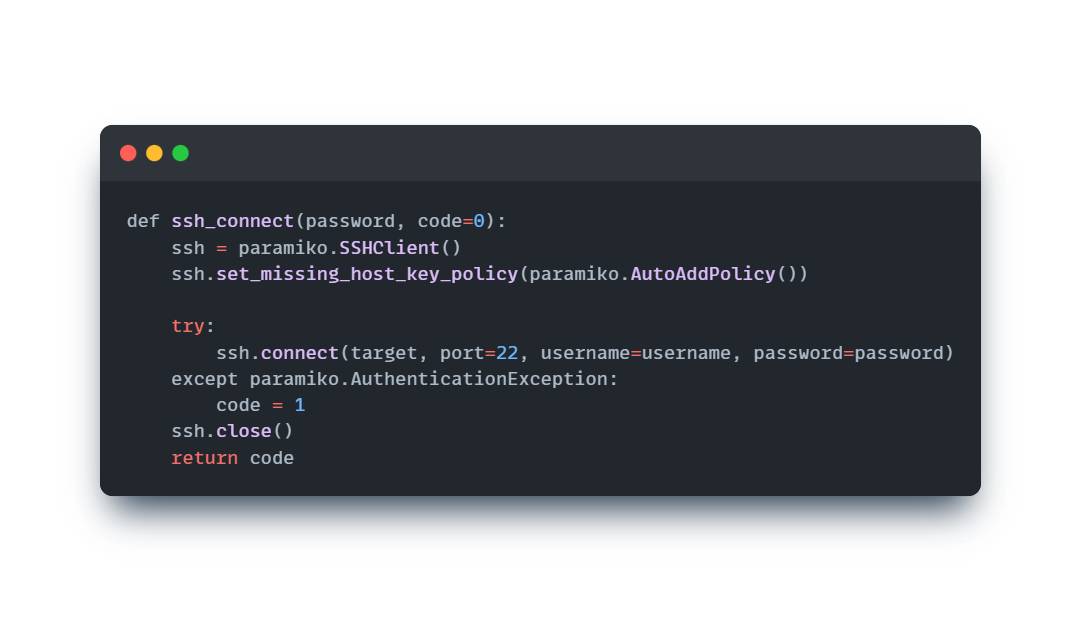 def ssh_connect(password, code=0):
    ssh = paramiko.SSHClient()
    ssh.set_missing_host_key_policy(paramiko.AutoAddPolicy())

    try:
        ssh.connect(target, port=22, username=username, password=password)
    except paramiko.AuthenticationException:
        code = 1
    ssh.close()
    return code